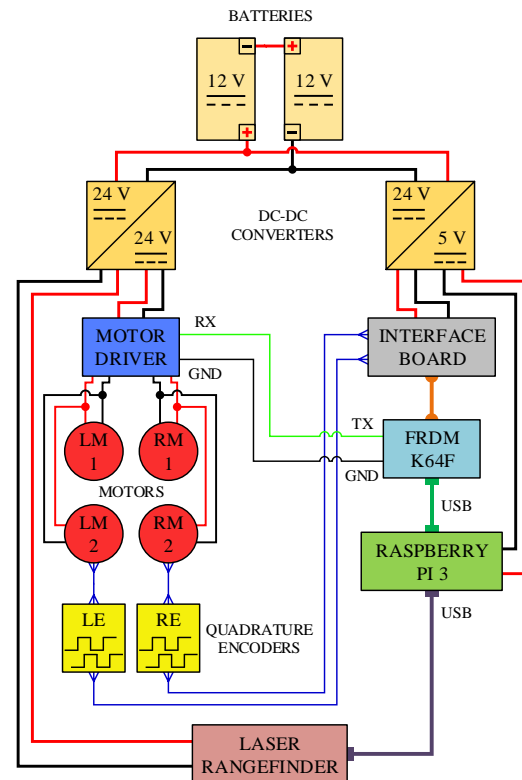 BATTERIES
12 V
12 V
24 V
24 V
DC-DC
CONVERTERS
24 V
5 V
MOTOR
DRIVER
RX
GND
INTERFACE
BOARD
TX
GND
FRDM
K64F
LM
1
RM
1
MOTORS
LM
2
RM
2
USB
RASPBERRY
PI 3
USB
LE
RE
QUADRATURE
ENCODERS
LASER
RANGEFINDER